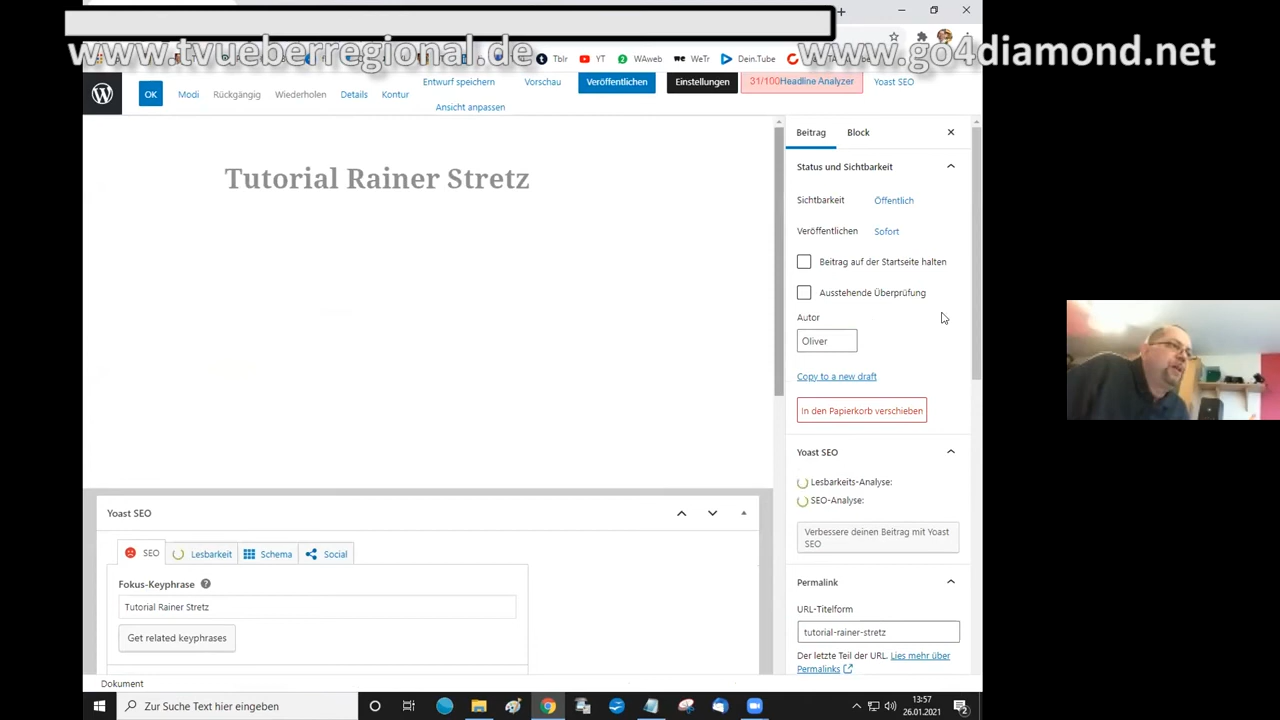 www.tvueberregional.de
www.go4diamond.net
Tblr
YT
WAweb
WeTr
Dein.Tube
OK
Modi
Rückgängig
Wiederholen
Details
Kontur
Entwurf speichern
Vorschau
Veröffentlichen
Einstellungen
31/100Headline Analyzer
Yoast SEO
Ansicht anpassen
Tutorial Rainer Stretz
Beitrag
Block
Status und Sichtbarkeit
Sichtbarkeit
Öffentlich
Veröffentlichen
Sofort
Beitrag auf der Startseite halten
Ausstehende Überprüfung
Autor
Oliver
Copy to a new draft
In den Papierkorb verschieben
Yoast SEO
Lesbarkeits-Analyse:
SEO-Analyse:
Verbessere deinen Beitrag mit Yoast
SEO
Permalink
URL-Titelform
tutorial-rainer-stretz
Der letzte Teil der URL. Lies mehr über
Permalinks
Yoast SEO
SEO
Lesbarkeit
Schema
Social
Fokus-Keyphrase
Tutorial Rainer Stretz
Get related keyphrases
Dokument
Zur Suche Text hier eingeben
13:57
26.01.2021
2